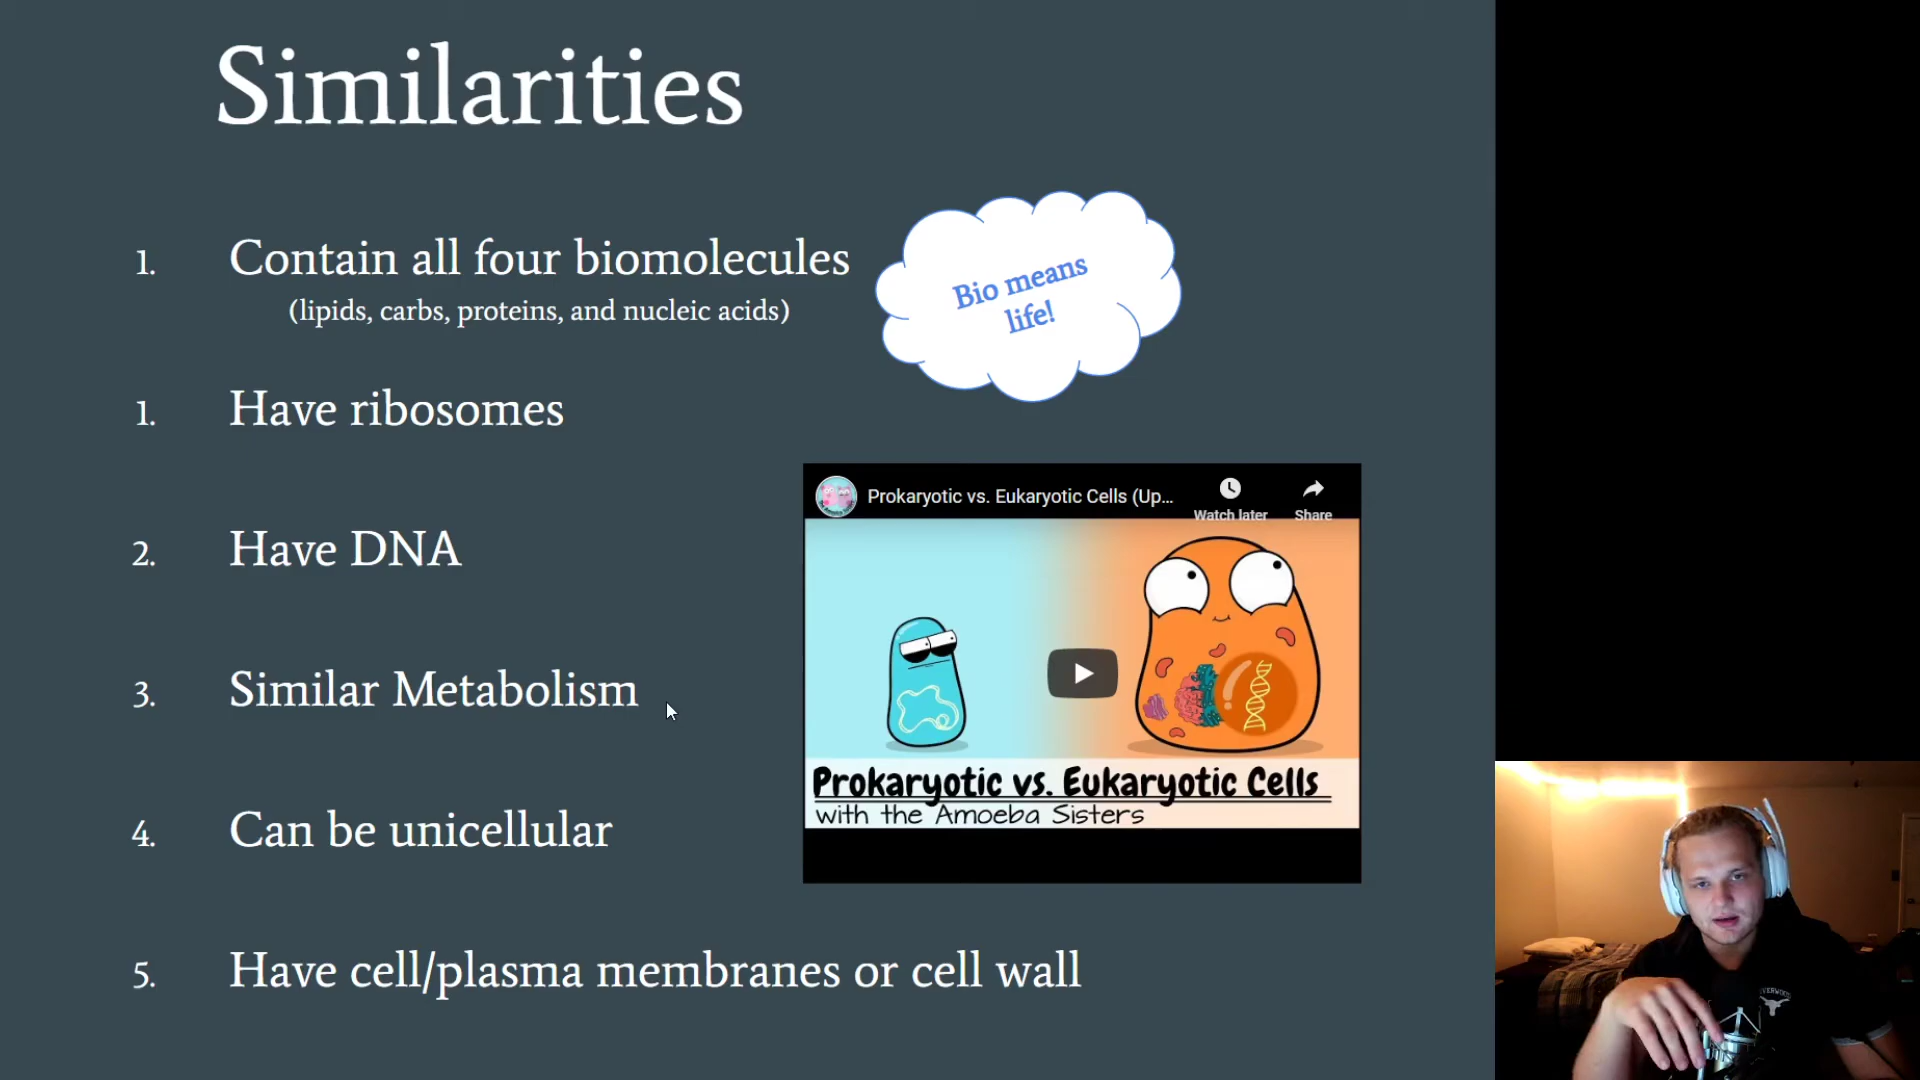 Similarities
1. Contain all four biomolecules
(lipids, carbs, proteins, and nucleic acids)
Bio means
life!
1. Have ribosomes
2. Have DNA
3. Similar Metabolism
4. Can be unicellular
5. Have cell/plasma membranes or cell wall
Prokaryotic vs. Eukaryotic Cells (Up...
Watch later
Share
Prokaryotic vs. Eukaryotic Cells
with the Amoeba Sisters